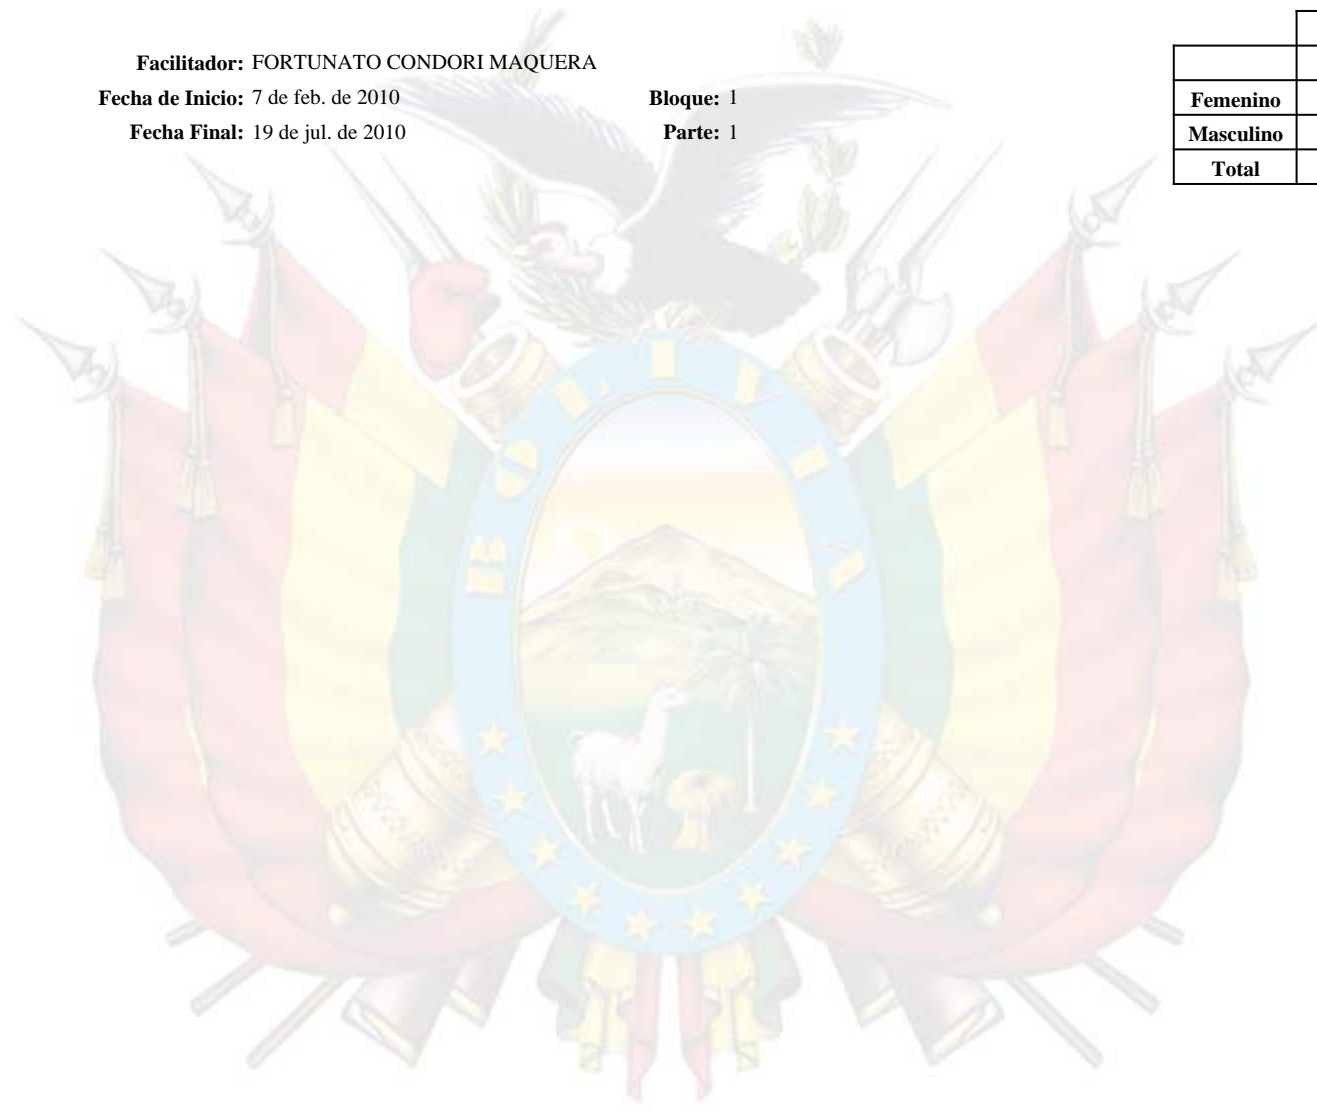 Facilitador: FORTUNATO CONDORI MAQUERA
Fecha de Inicio: 7 de feb. de 2010 Bloque: 1
Fecha Final: 19 de jul. de 2010 Parte: 1
Femenino
Masculino
Total
BOLIVIA